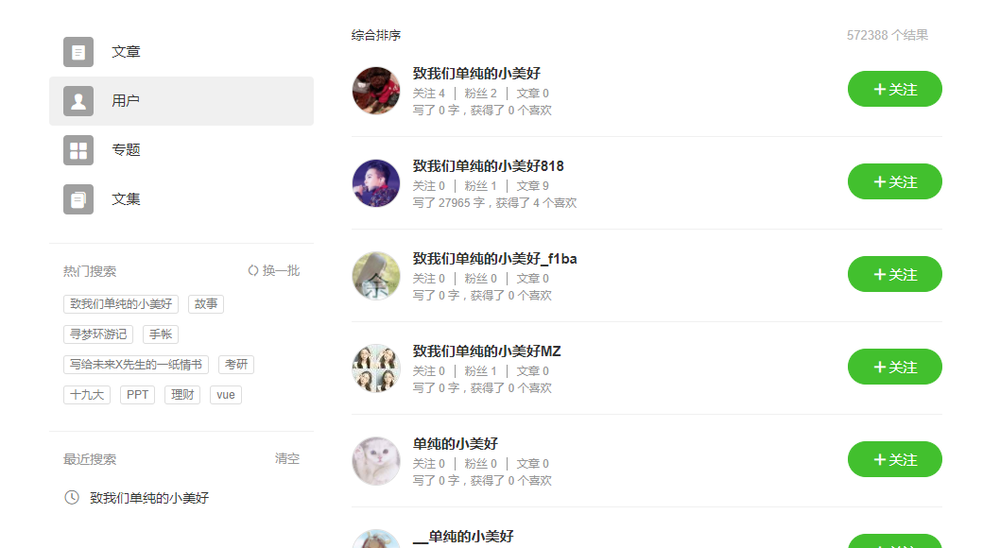 文章
用户
专题
文集
热门搜索 换一批
致我们单纯的小美好 故事
寻梦环游记 手帐
写给未来X先生的一纸情书 考研
十九大 PPT 理财 vue
最近搜索 清空
致我们单纯的小美好
综合排序 572388 个结果
致我们单纯的小美好
关注 4 | 粉丝 2 | 文章 0
写了 0 字，获得了 0 个喜欢
+关注
致我们单纯的小美好818
关注 0 | 粉丝 1 | 文章 9
写了 27965 字，获得了 4 个喜欢
+关注
致我们单纯的小美好_f1ba
关注 0 | 粉丝 0 | 文章 0
写了 0 字，获得了 0 个喜欢
+关注
致我们单纯的小美好MZ
关注 0 | 粉丝 1 | 文章 0
写了 0 字，获得了 0 个喜欢
+关注
单纯的小美好
关注 0 | 粉丝 0 | 文章 0
写了 0 字，获得了 0 个喜欢
+关注
__单纯的小美好